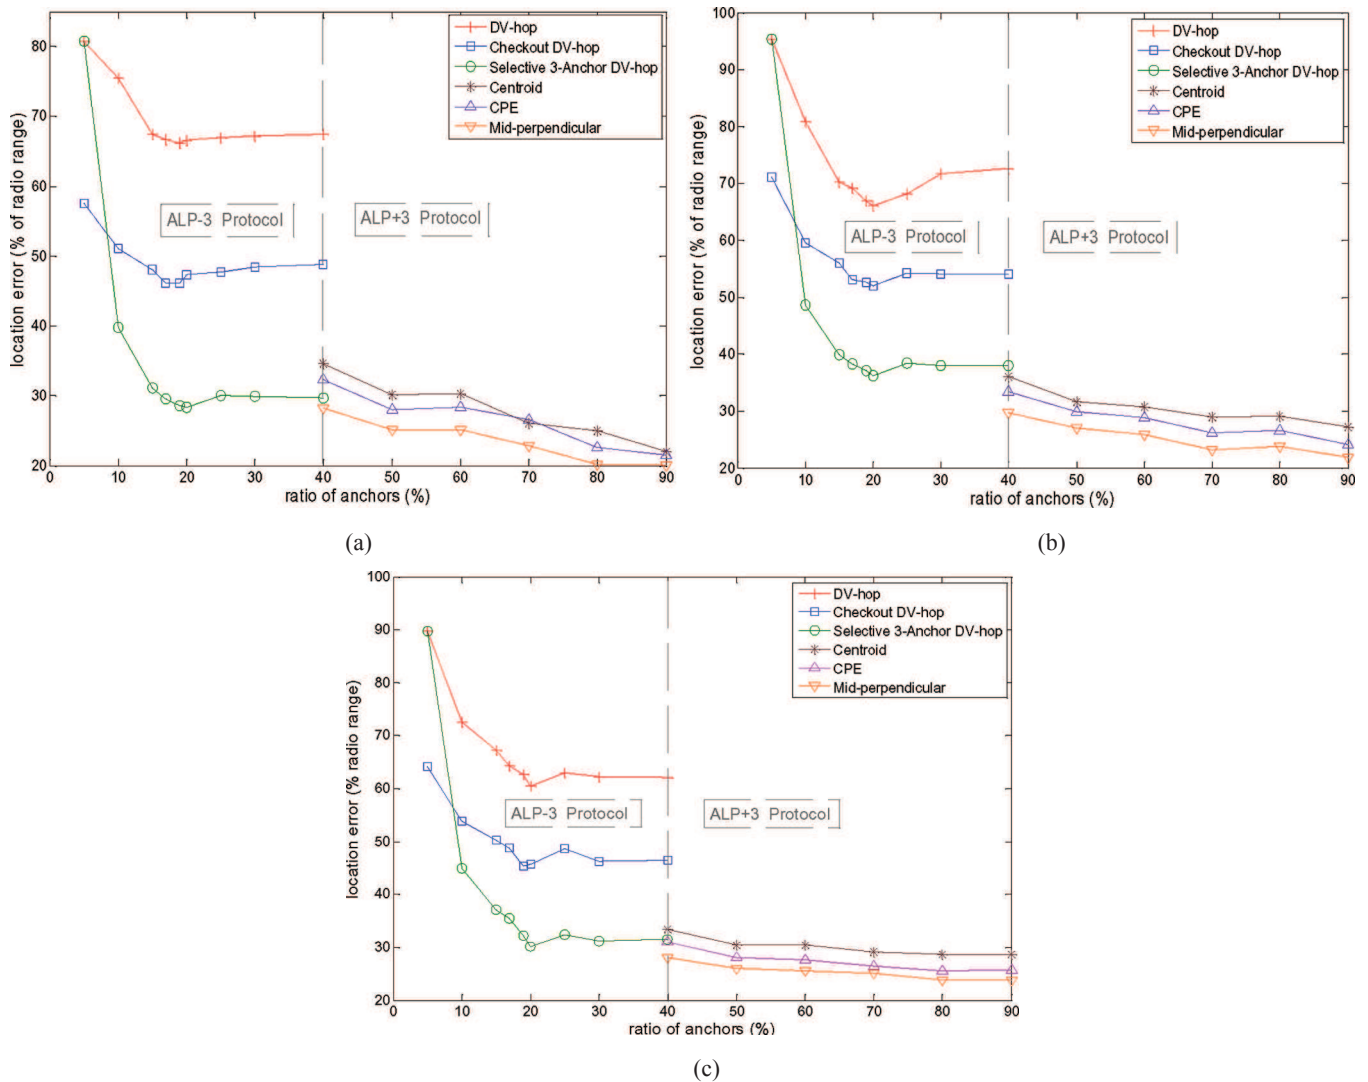 DV-hop
Checkout DV-hop
Selective 3-Anchor DV-hop
Centroid
CPE
Mid-perpendicular
80
70
60
50
40
30
20
location error (% of radio range)
ALP-3 Protocol
ALP+3 Protocol
0 10 20 30 40 50 60 70 80 90
ratio of anchors (%)
(a)
DV-hop
Checkout DV-hop
Selective 3-Anchor DV-hop
Centroid
CPE
Mid-perpendicular
100
90
80
70
60
50
40
30
20
location error (% of radio range)
ALP-3 Protocol
ALP+3 Protocol
0 10 20 30 40 50 60 70 80 90
ratio of anchors (%)
(b)
DV-hop
Checkout DV-hop
Selective 3-Anchor DV-hop
Centroid
CPE
Mid-perpendicular
100
90
80
70
60
50
40
30
20
location error (% radio range)
ALP-3 Protocol
ALP+3 Protocol
0 10 20 30 40 50 60 70 80 90
ratio of anchors (%)
(c)